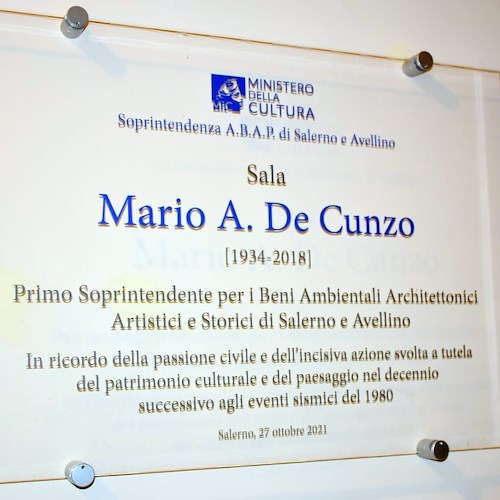 MiC
MINISTERO
DELLA
CULTURA
Soprintendenza A.B.A.P. di Salerno e Avellino
Sala
Mario A. De Cunzo
[1934-2018]
Primo Soprintendente per i Beni Ambientali Architettonici
Artistici e Storici di Salerno e Avellino
In ricordo della passione civile e dell'incisiva azione svolta a tutela
del patrimonio culturale e del paesaggio nel decennio
successivo agli eventi sismici del 1980
Salerno, 27 ottobre 2021